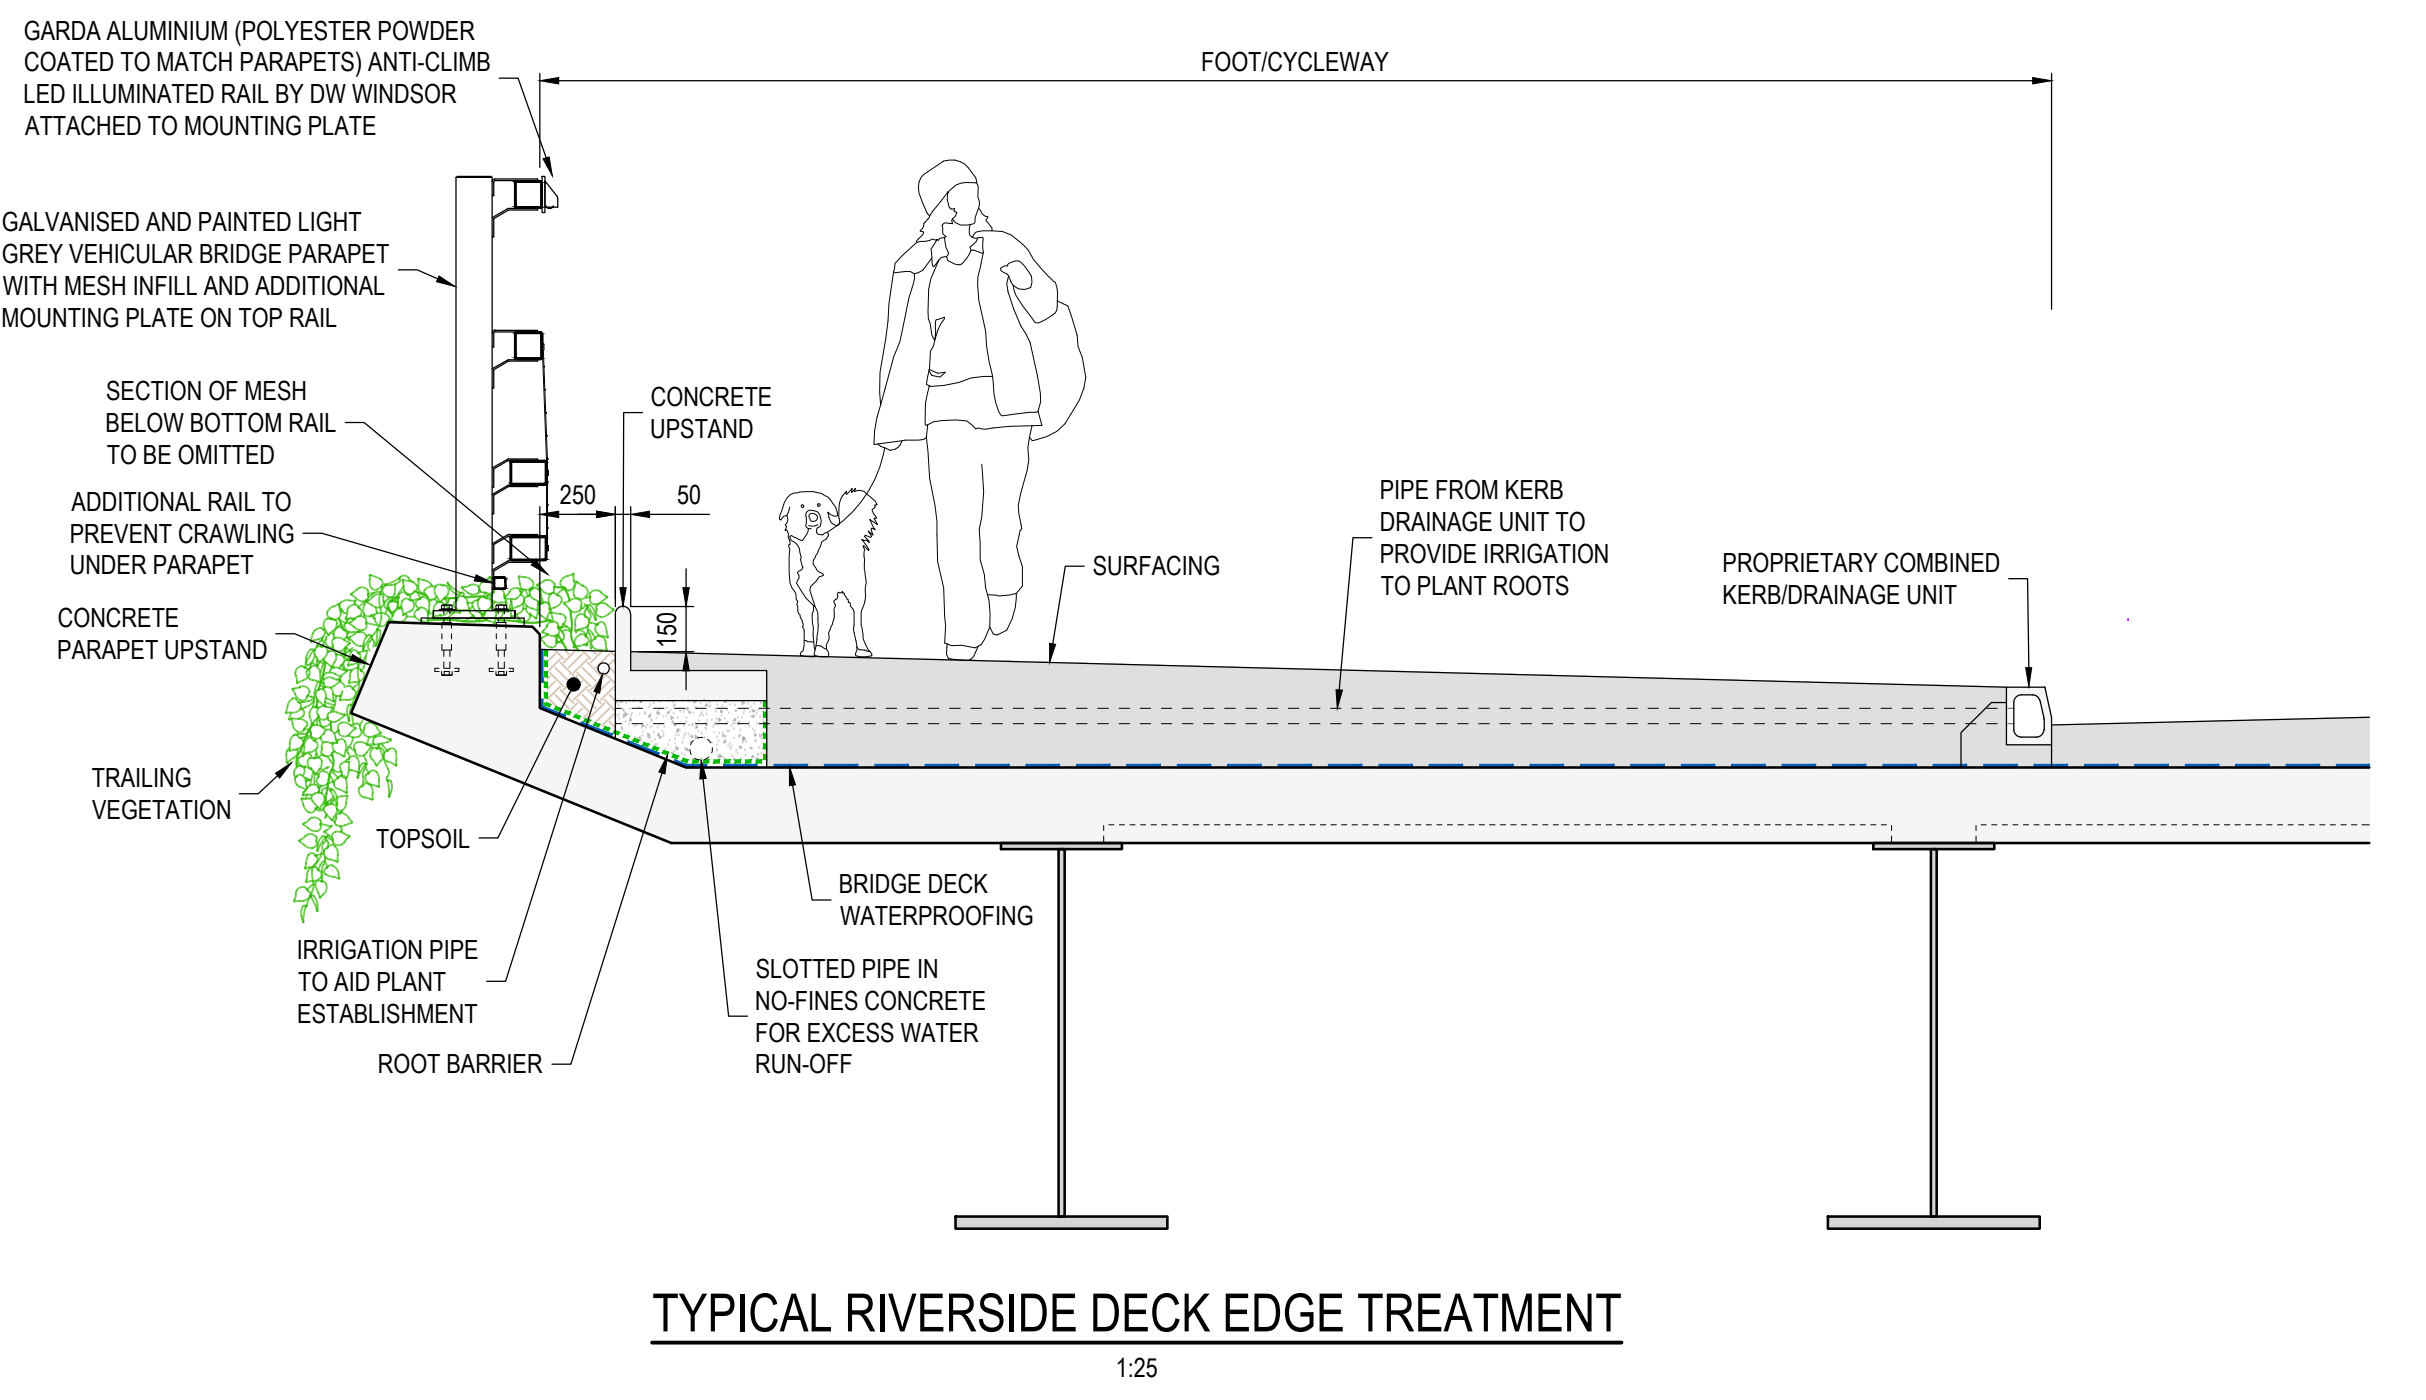 GARDA ALUMINIUM (POLYESTER POWDER
COATED TO MATCH PARAPETS) ANTI-CLIMB
LED ILLUMINATED RAIL BY DW WINDSOR
ATTACHED TO MOUNTING PLATE
FOOT/CYCLEWAY
GALVANISED AND PAINTED LIGHT
GREY VEHICULAR BRIDGE PARAPET
WITH MESH INFILL AND ADDITIONAL
MOUNTING PLATE ON TOP RAIL
SECTION OF MESH
BELOW BOTTOM RAIL
TO BE OMITTED
CONCRETE
UPSTAND
ADDITIONAL RAIL TO
PREVENT CRAWLING
UNDER PARAPET
250
50
150
CONCRETE
PARAPET UPSTAND
SURFACING
PIPE FROM KERB
DRAINAGE UNIT TO
PROVIDE IRRIGATION
TO PLANT ROOTS
PROPRIETARY COMBINED
KERB/DRAINAGE UNIT
TRAILING
VEGETATION
TOPSOIL
BRIDGE DECK
WATERPROOFING
IRRIGATION PIPE
TO AID PLANT
ESTABLISHMENT
SLOTTED PIPE IN
NO-FINES CONCRETE
FOR EXCESS WATER
RUN-OFF
ROOT BARRIER
TYPICAL RIVERSIDE DECK EDGE TREATMENT
1:25